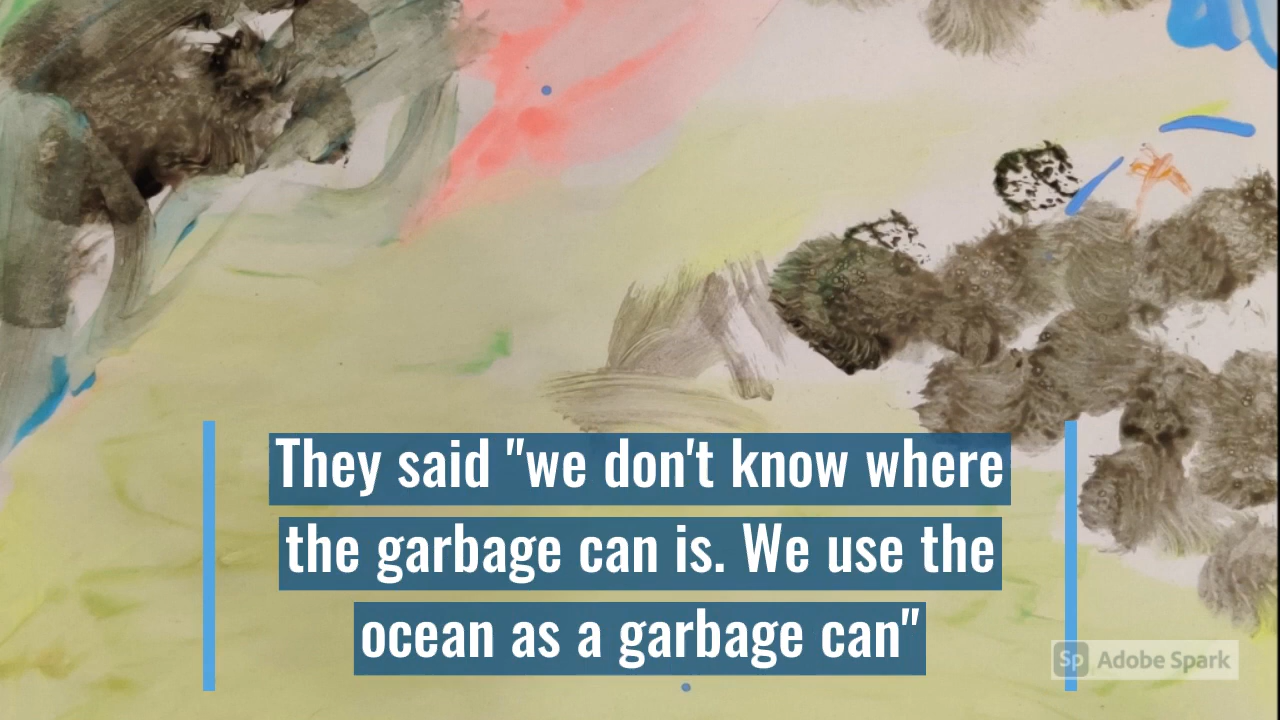 They said "we don't know where
the garbage can is. We use the
ocean as a garbage can"
Sp Adobe Spark